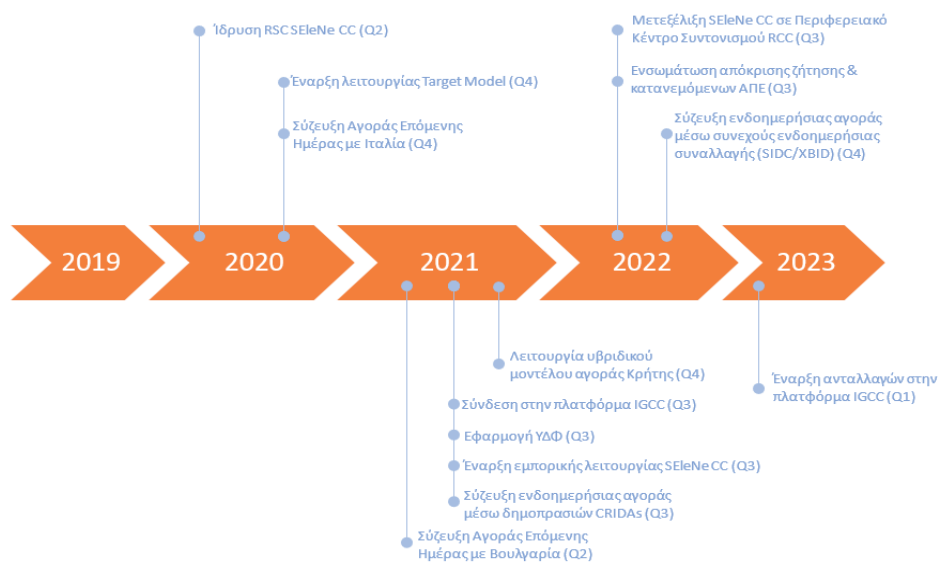 Ίδρυση RSC SEleNe CC (Q2)
Έναρξη λειτουργίας Target Model (Q4)
Σύζευξη Αγοράς Επόμενης
Ημέρας με Ιταλία (Q4)
Μετεξέλιξη SEleNe CC σε Περιφερειακό
Κέντρο Συντονισμού RCC (Q3)
Ενσωμάτωση απόκρισης ζήτησης &
κατανεμόμενων ΑΠΕ (Q3)
Σύζευξη ενδοημερήσιας αγοράς
μέσω συνεχούς ενδοημερήσιας
συναλλαγής (SIDC/XBID) (Q4)
2019
2020
2021
2022
2023
Λειτουργία υβριδικού
μοντέλου αγοράς Κρήτης (Q4)
Σύνδεση στην πλατφόρμα IGCC (Q3)
Εφαρμογή ΥΔΦ (Q3)
Έναρξη εμπορικής λειτουργίας SEleNe CC (Q3)
Σύζευξη ενδοημερήσιας αγοράς
μέσω δημοπρασιών CRIDAs (Q3)
Σύζευξη Αγοράς Επόμενης
Ημέρας με Βουλγαρία (Q2)
Έναρξη ανταλλαγών στην
πλατφόρμα IGCC (Q1)